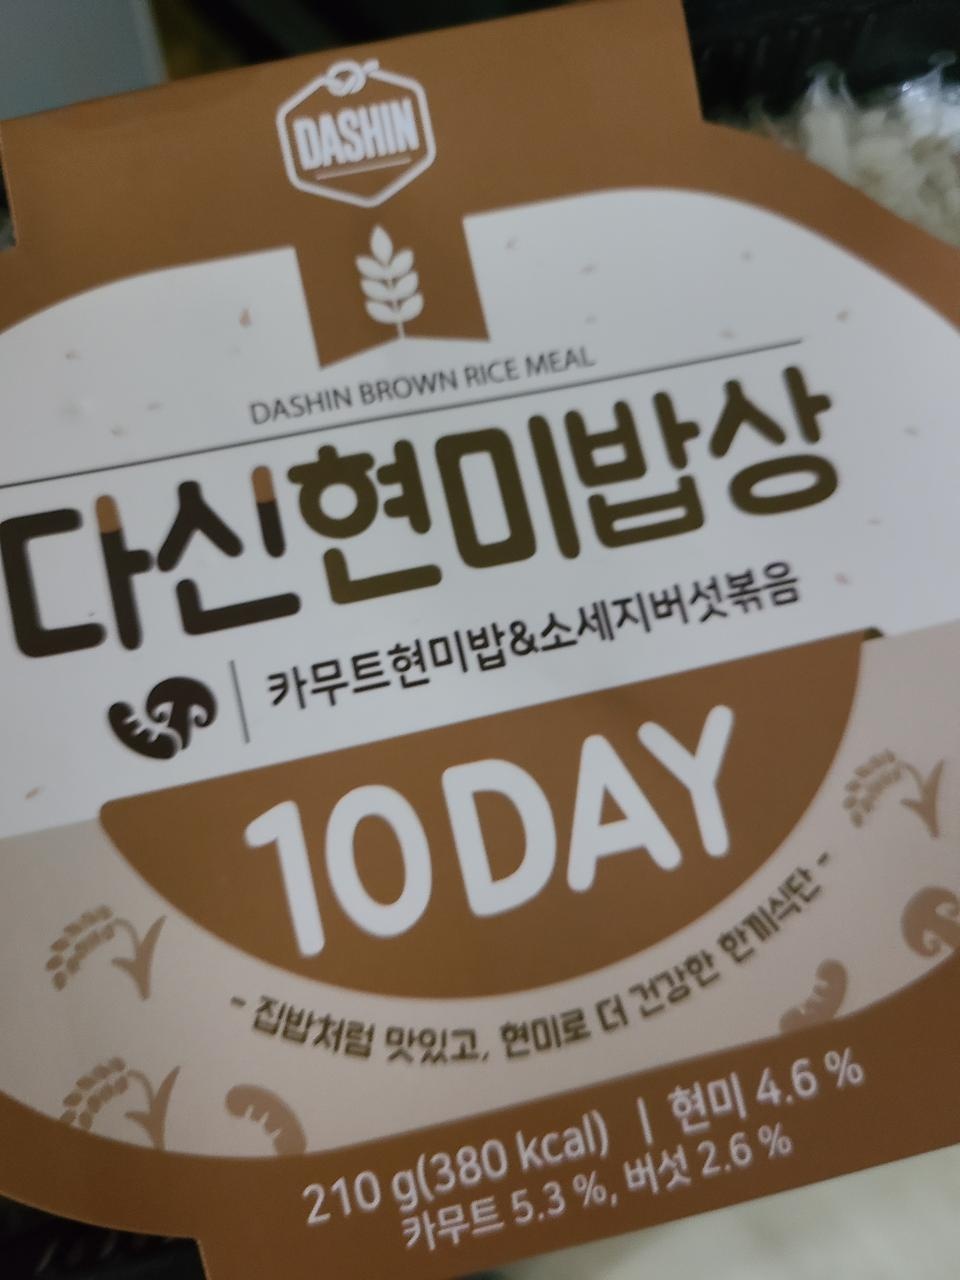 DASHIN
DASHIN BROWN RICE MEAL
다신현미밥상
카무트현미밥&소세지버섯볶음
10DAY
- 집밥처럼 맛있고, 현미로 더 건강한 한끼식단 -
210 g(380 kcal) | 현미 4.6 %
카무트 5.3 %, 버섯 2.6 %